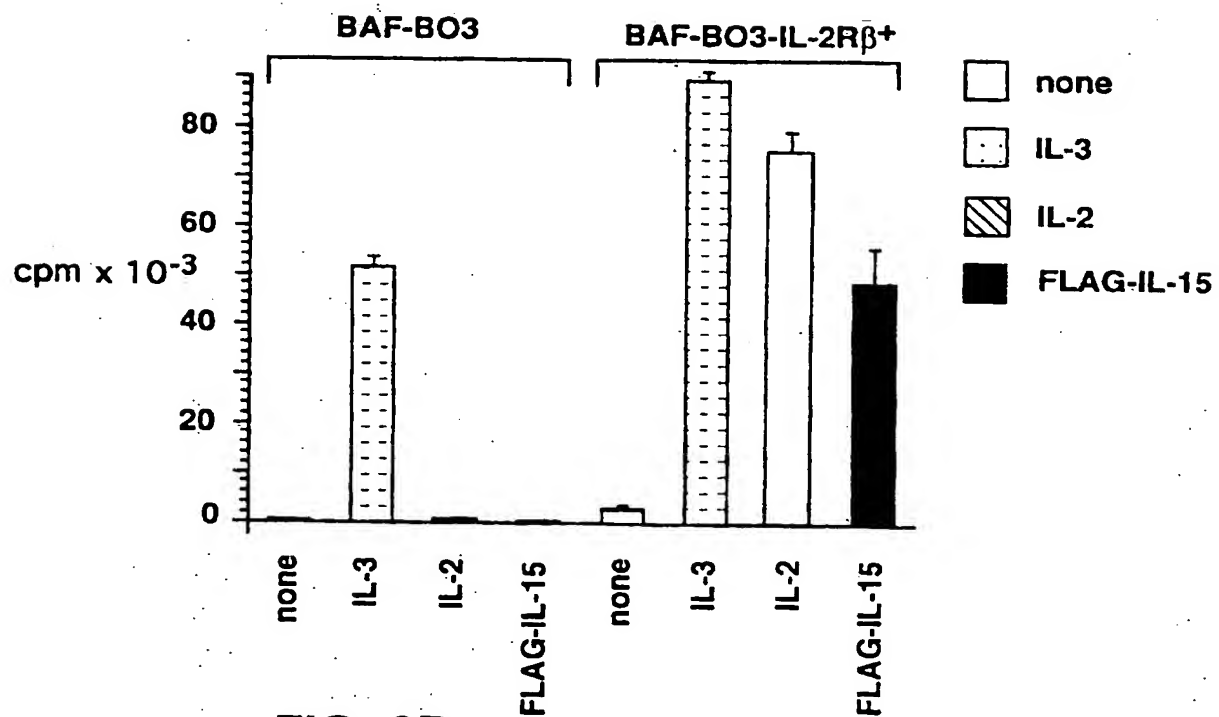 BAF-BO3
BAF-BO3-IL-2Rβ+
none
IL-3
IL-2
FLAG-IL-15
80
60
cpm x 10-3
40
20
0
none
IL-3
IL-2
FLAG-IL-15
none
IL-3
IL-2
FLAG-IL-15